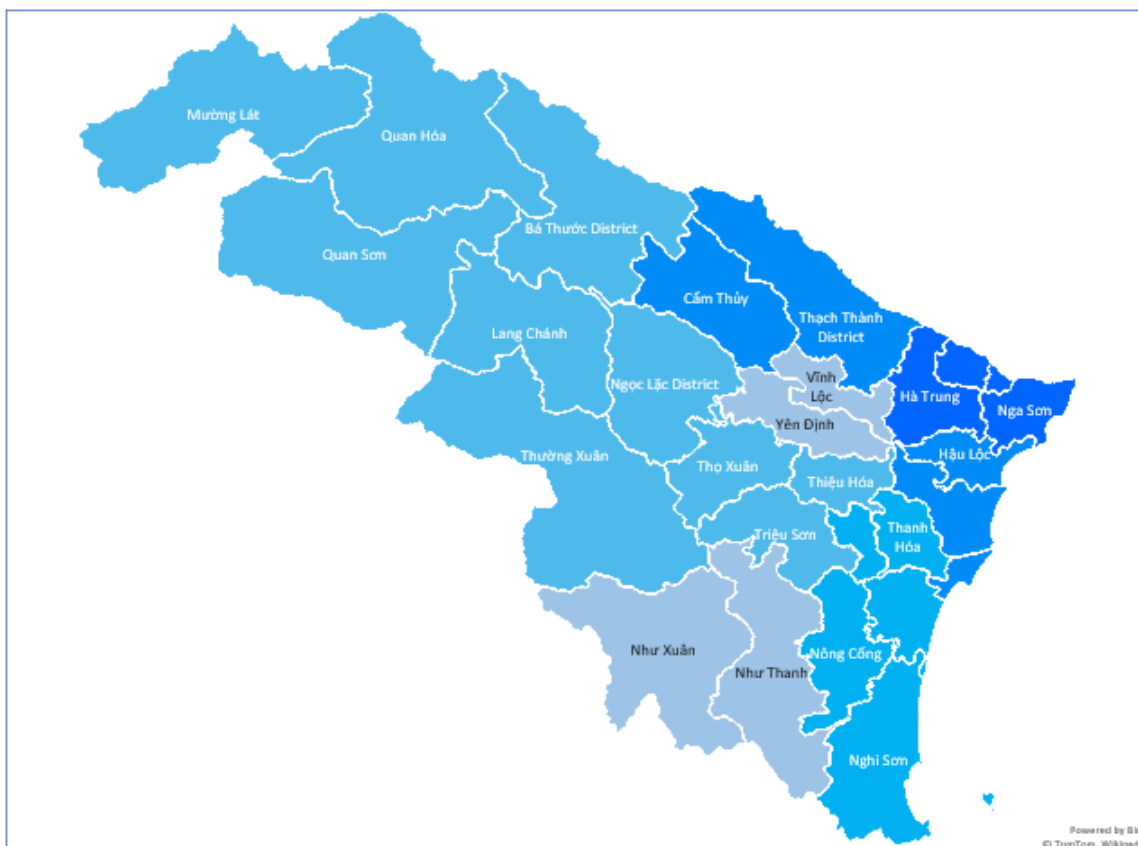 Mường Lát
Quan Hóa
Bá Thước District
Quan Sơn
Cẩm Thủy
Thạch Thành
District
Lang Chánh
Ngọc Lặc District
Vĩnh
Lộc
Hà Trung
Nga Sơn
Yên Định
Hậu Lộc
Thường Xuân
Thọ Xuân
Thiệu Hóa
Triệu Sơn
Thanh
Hóa
Như Xuân
Như Thanh
Nông Cống
Nghi Sơn
Powered by Bi
© TomTom, Wikiped